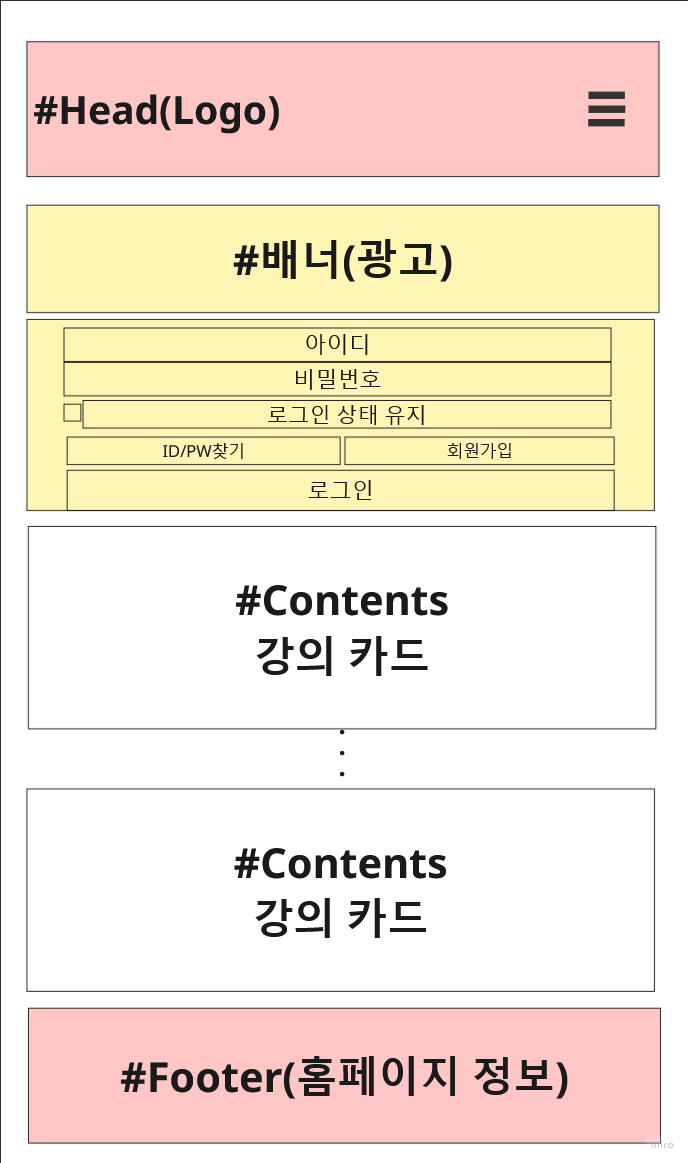 #Head(Logo)
#배너(광고)
아이디
비밀번호
로그인 상태 유지
ID/PW찾기
회원가입
로그인
#Contents
강의 카드
#Contents
강의 카드
#Footer(홈페이지 정보)
miro